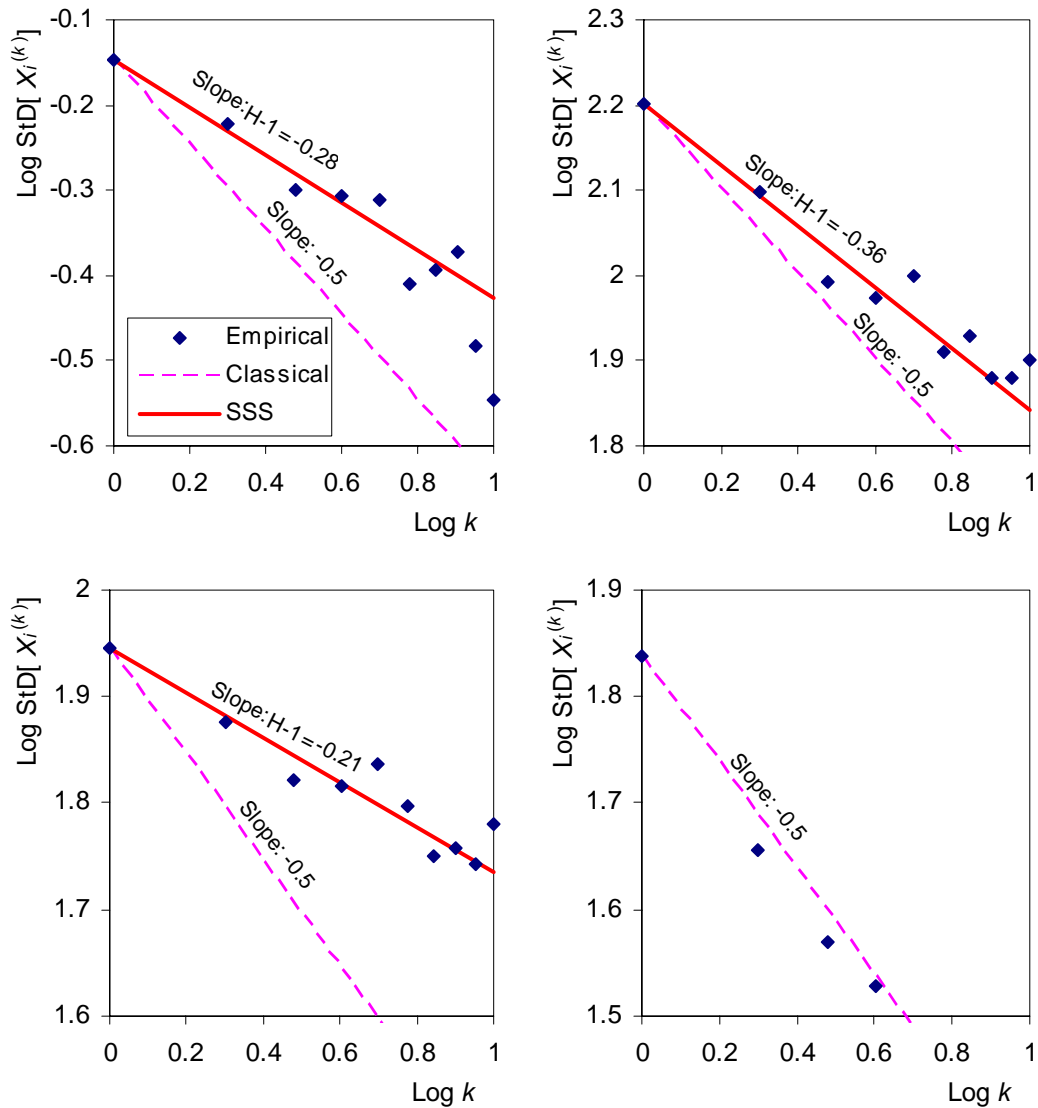 Log StD[ Xi(k)]
-0.1
-0.2
-0.3
-0.4
-0.5
-0.6
Slope:H-1 = -0.28
Slope: -0.5
Empirical
Classical
SSS
0 0.2 0.4 0.6 0.8 1
Log k
Log StD[ Xi(k)]
2.3
2.2
2.1
2
1.9
1.8
Slope:H-1 = -0.36
Slope: -0.5
0 0.2 0.4 0.6 0.8 1
Log k
Log StD[ Xi(k)]
2
1.9
1.8
1.7
1.6
Slope:H-1 = -0.21
Slope: -0.5
0 0.2 0.4 0.6 0.8 1
Log k
Log StD[ Xi(k)]
1.9
1.8
1.7
1.6
1.5
Slope: -0.5
0 0.2 0.4 0.6 0.8 1
Log k